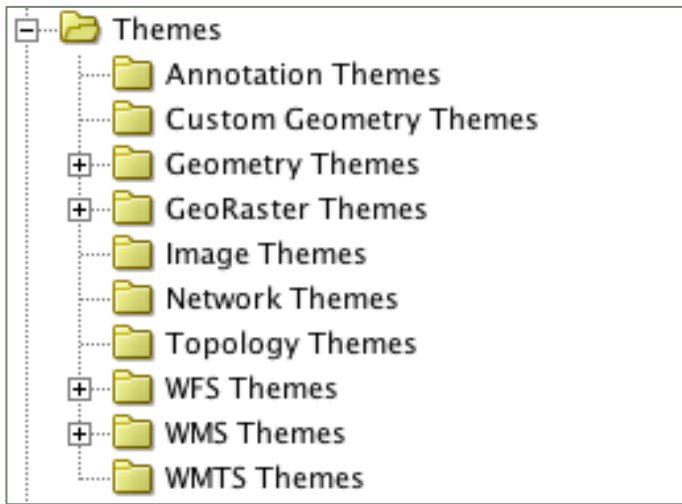 Themes
Annotation Themes
Custom Geometry Themes
Geometry Themes
GeoRaster Themes
Image Themes
Network Themes
Topology Themes
WFS Themes
WMS Themes
WMTS Themes